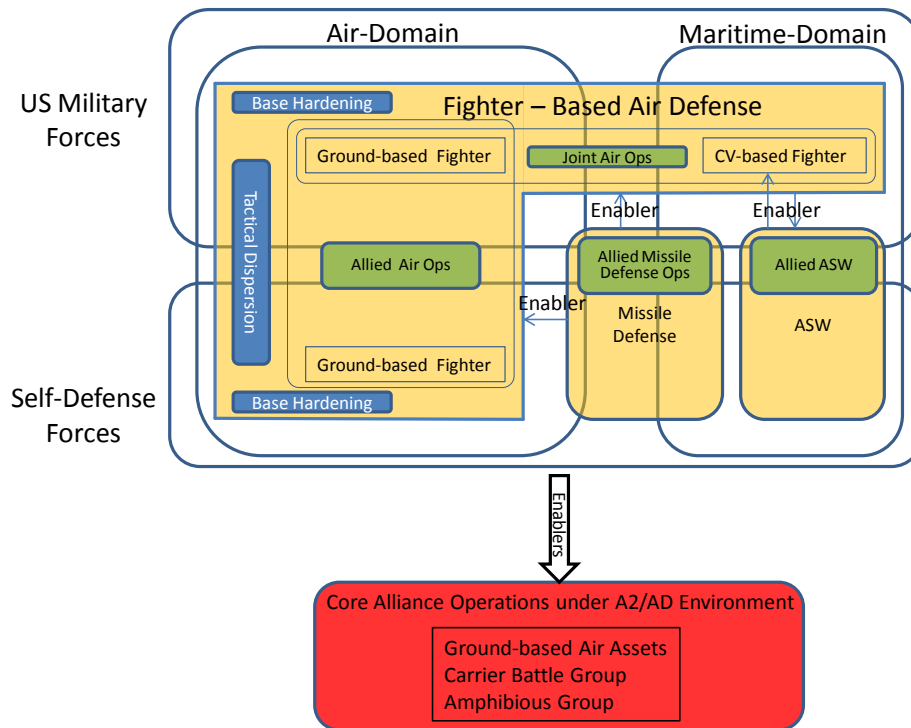 Air-Domain
Maritime-Domain
US Military
Forces
Base Hardening
Fighter – Based Air Defense
Ground-based Fighter
Joint Air Ops
CV-based Fighter
Tactical Dispersion
Enabler
Enabler
Allied Air Ops
Allied Missile
Defense Ops
Allied ASW
Enabler
Missile
Defense
ASW
Ground-based Fighter
Self-Defense
Forces
Base Hardening
Enablers
Core Alliance Operations under A2/AD Environment
Ground-based Air Assets
Carrier Battle Group
Amphibious Group